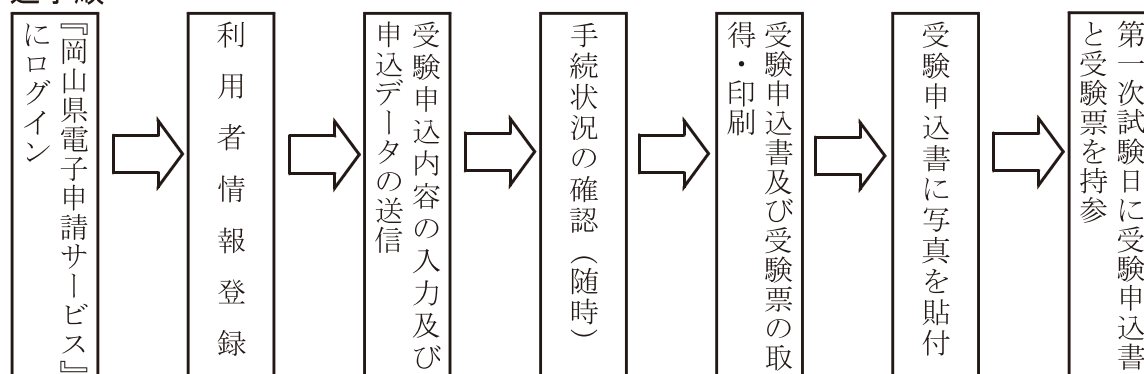 『岡山県電子申請サービス』
にログイン
利用者情報登録
受験申込内容の入力及び
申込データの送信
手続状況の確認（随時）
受験申込書及び受験票の取
得・印刷
受験申込書に写真を貼付
第一次試験日に受験申込書
と受験票を持参